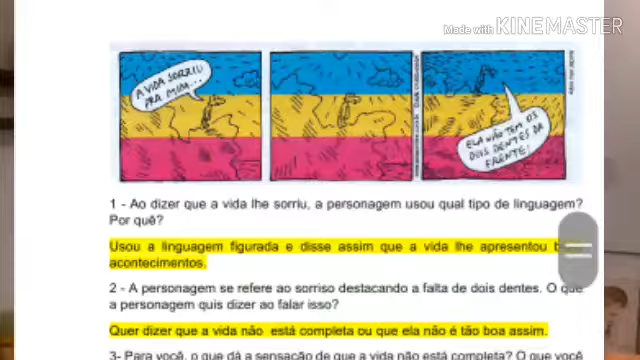 Made with KINEMASTER
A VIDA SORRIU
PRA MIM...
ELA NÃO TEM OS
DOIS DENTES DA
FRENTE!
1 - Ao dizer que a vida lhe sorriu, a personagem usou qual tipo de linguagem?
Por quê?
Usou a linguagem figurada e disse assim que a vida lhe apresentou
acontecimentos.
2 - A personagem se refere ao sorriso destacando a falta de dois dentes. O que
a personagem quis dizer ao falar isso?
Quer dizer que a vida não está completa ou que ela não é tão boa assim.
3- Para você, o que dá a sensação de que a vida não está completa? O que você